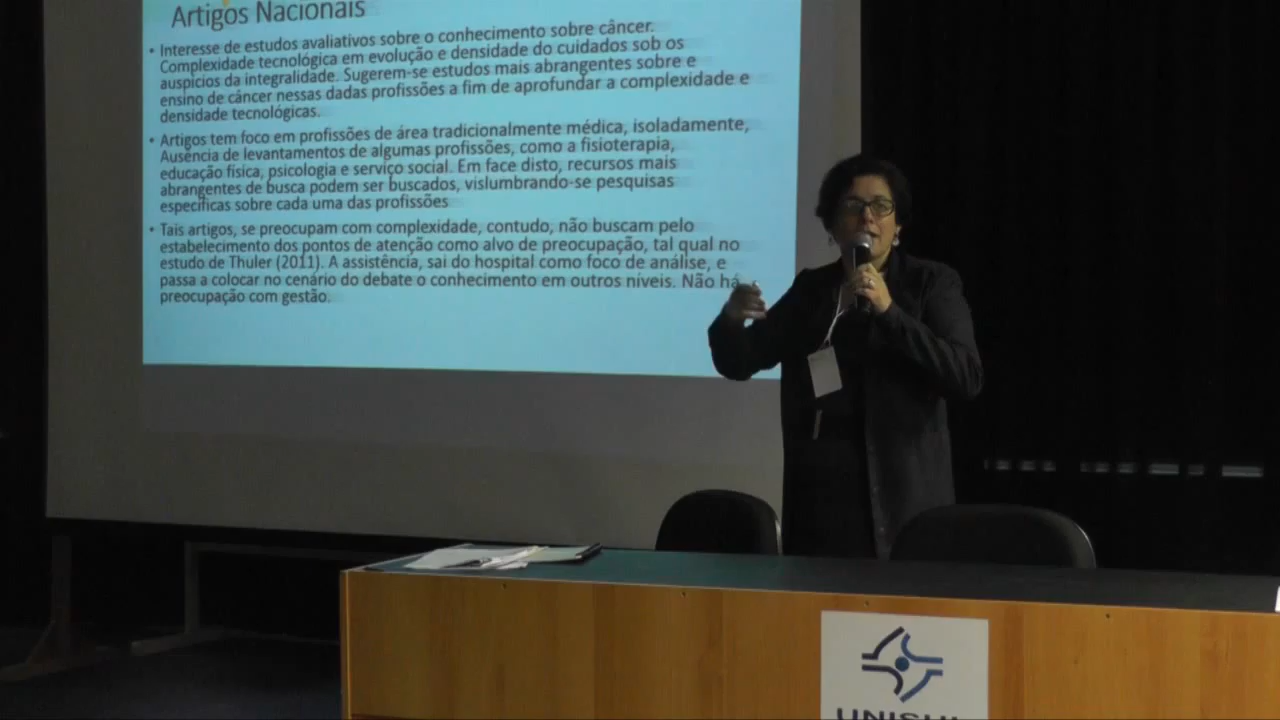 Artigos Nacionais
• Interesse de estudos avaliativos sobre o conhecimento sobre câncer.
Complexidade tecnológica em evolução e densidade do cuidados sob os
auspícios da integralidade. Sugerem-se estudos mais abrangentes sobre e
ensino de câncer nessas dadas profissões a fim de aprofundar a complexidade e
densidade tecnológicas.
• Artigos tem foco em profissões de área tradicionalmente médica, isoladamente,
Ausência de levantamentos de algumas profissões, como a fisioterapia,
educação física, psicologia e serviço social. Em face disto, recursos mais
abrangentes de busca podem ser buscados, vislumbrando-se pesquisas
especificas sobre cada uma das profissões
• Tais artigos, se preocupam com complexidade, contudo, não buscam pelo
estabelecimento dos pontos de atenção como alvo de preocupação, tal qual no
estudo de Thuler (2011). A assistência, sai do hospital como foco de análise, e
passa a colocar no cenário do debate o conhecimento em outros níveis. Não há
preocupação com gestão.
UNISUL